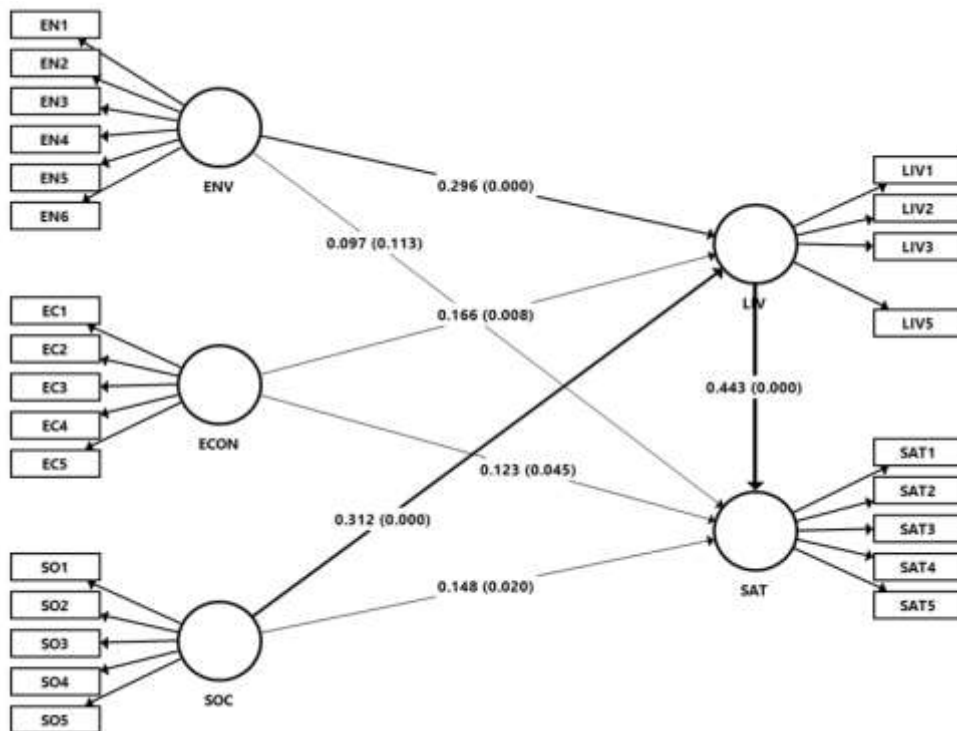 EN1
EN2
EN3
EN4
EN5
EN6
ENV
0.296 (0.000)
0.097 (0.113)
LIV1
LIV2
LIV3
LIV5
LIV
EC1
EC2
EC3
EC4
EC5
ECON
0.166 (0.008)
0.443 (0.000)
0.123 (0.045)
0.312 (0.000)
SAT1
SAT2
SAT3
SAT4
SAT5
SAT
SO1
SO2
SO3
SO4
SO5
SOC
0.148 (0.020)